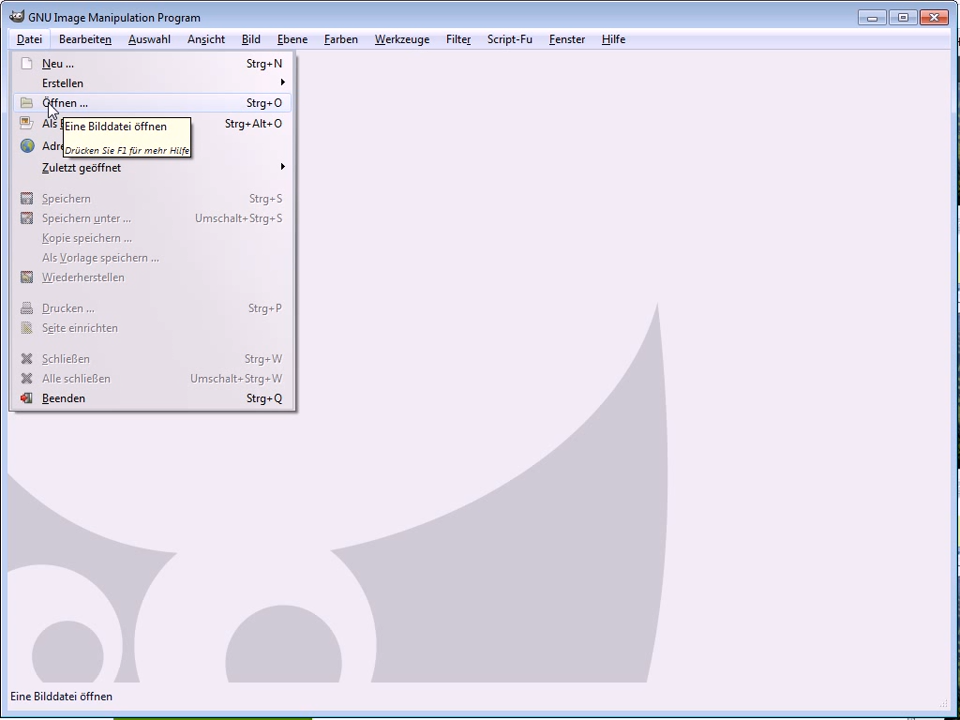 GNU Image Manipulation Program
Datei Bearbeiten Auswahl Ansicht Bild Ebene Farben Werkzeuge Filter Script-Fu Fenster Hilfe
Neu ... Strg+N
Erstellen
Öffnen ... Strg+O
Als Strg+Alt+O
Eine Bilddatei öffnen
Drücken Sie F1 für mehr Hilfe
Zuletzt geöffnet
Speichern Strg+S
Speichern unter ... Umschalt+Strg+S
Kopie speichern ...
Als Vorlage speichern ...
Wiederherstellen
Drucken ... Strg+P
Seite einrichten
Schließen Strg+W
Alle schließen Umschalt+Strg+W
Beenden Strg+Q
Eine Bilddatei öffnen